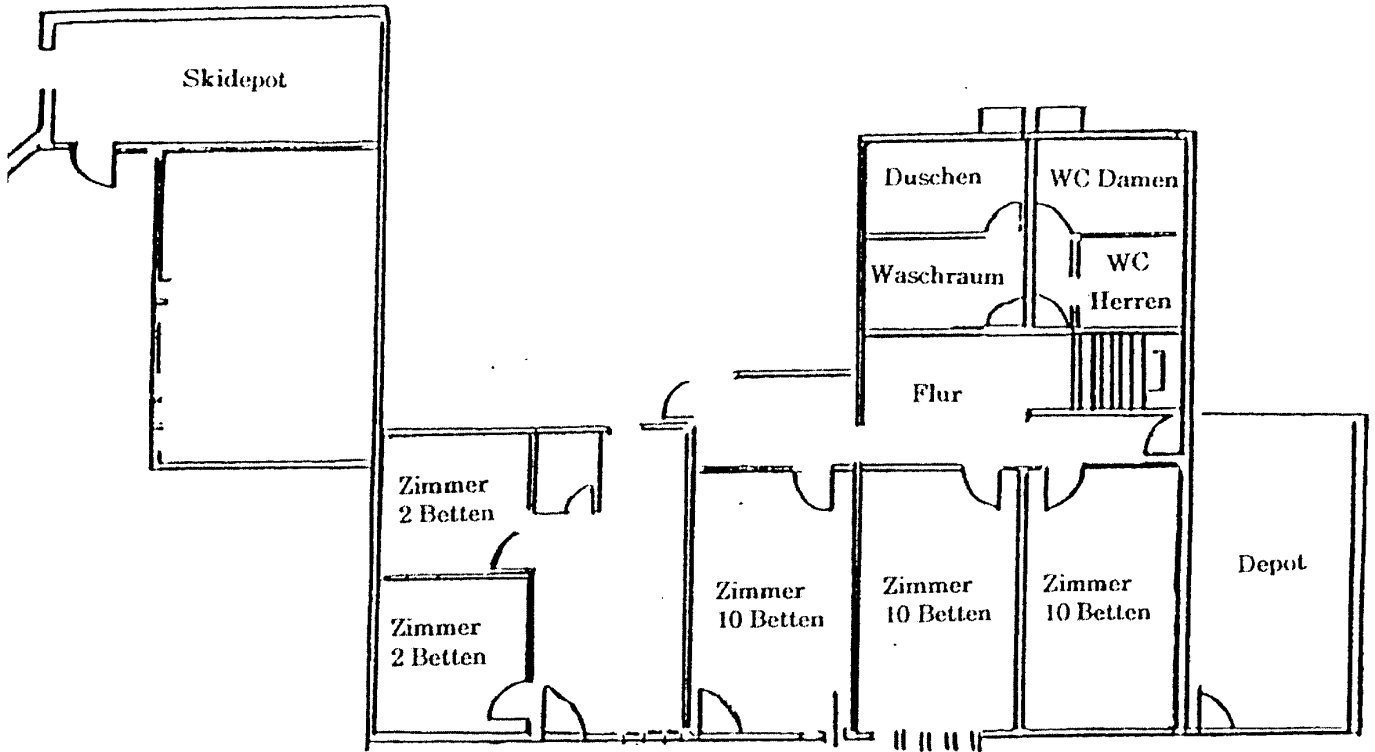 Skidepot
Duschen
WC Damen
Waschraum
WC
Herren
Flur
Zimmer
2 Betten
Zimmer
2 Betten
Zimmer
10 Betten
Zimmer
10 Betten
Zimmer
10 Betten
Depot